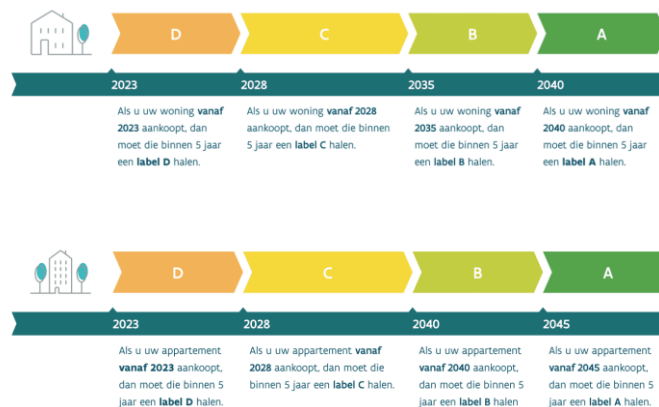 D C B A
2023 2028 2035 2040
Als u uw woning vanaf
2023 aankoopt, dan
moet die binnen 5 jaar
een label D halen.
Als u uw woning vanaf 2028
aankoopt, dan moet die binnen
5 jaar een label C halen.
Als u uw woning vanaf
2035 aankoopt, dan
moet die binnen 5 jaar
een label B halen.
Als u uw woning vanaf
2040 aankoopt, dan
moet die binnen 5 jaar
een label A halen.
D C B A
2023 2028 2040 2045
Als u uw appartement
vanaf 2023 aankoopt,
dan moet die binnen 5
jaar een label D halen.
Als u uw appartement vanaf
2028 aankoopt, dan moet die
binnen 5 jaar een label C halen.
Als u uw appartement
vanaf 2040 aankoopt,
dan moet die binnen 5
jaar een label B halen
Als u uw appartement
vanaf 2045 aankoopt,
dan moet die binnen 5
jaar een label A halen.